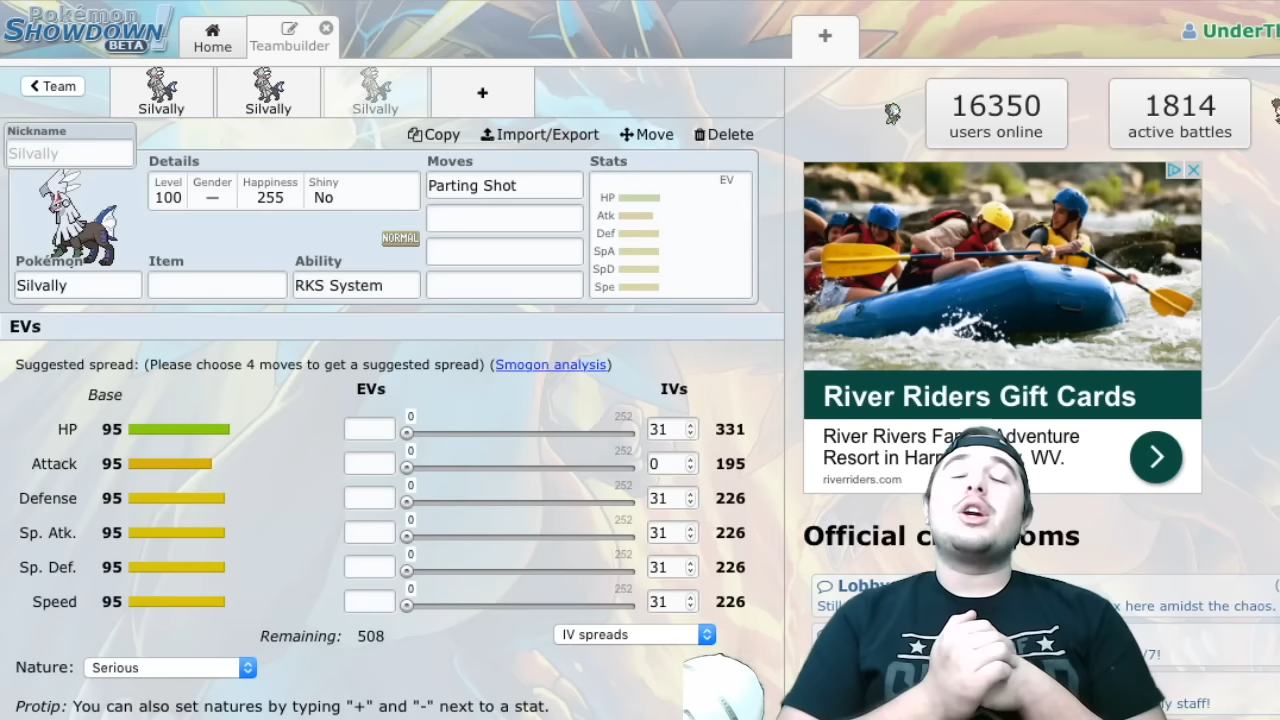 Pokémon
SHOWDOWN!
BETA
Home
Teambuilder
+
UnderTh
Team
Silvally
Silvally
Silvally
+
Copy
Import/Export
Move
Delete
Nickname
Silvally
Details
Level
100
Gender
—
Happiness
255
Shiny
No
NORMAL
Pokémon
Silvally
Item
Ability
RKS System
Moves
Parting Shot
Stats
EV
HP
Atk
Def
SpA
SpD
Spe
16350
users online
1814
active battles
EVs
Suggested spread: (Please choose 4 moves to get a suggested spread) (Smogon analysis)
Base
EVs
IVs
HP 95 0 252 31 331
Attack 95 0 252 0 195
Defense 95 0 252 31 226
Sp. Atk. 95 0 252 31 226
Sp. Def. 95 0 252 31 226
Speed 95 0 252 31 226
Remaining: 508
IV spreads
Nature: Serious
Protip: You can also set natures by typing "+" and "-" next to a stat.
River Riders Gift Cards
River Rivers Adventure
Resort in WV.
riverriders.com
Official
Lobby
Still x here amidst the chaos.
/7!
staff!